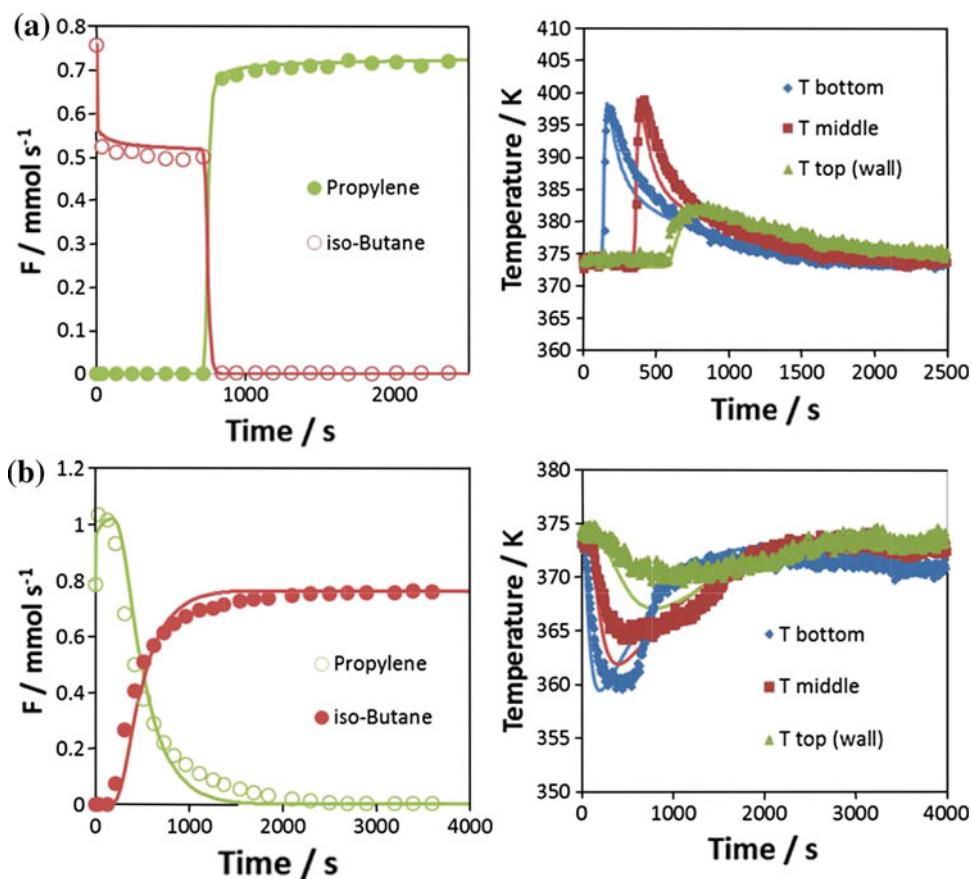 (a)
F / mmol s⁻¹
0.8
0.7
0.6
0.5
0.4
0.3
0.2
0.1
0
Propylene
iso-Butane
0 1000 2000
Time / s
Temperature / K
405
400
395
390
385
380
375
370
365
360
T bottom
T middle
T top (wall)
0 500 1000 1500 2000 2500
Time / s
(b)
F / mmol s⁻¹
1.2
1
0.8
0.6
0.4
0.2
0
Propylene
iso-Butane
0 1000 2000 3000 4000
Time / s
Temperature / K
380
375
370
365
360
355
350
T bottom
T middle
T top (wall)
0 1000 2000 3000 4000
Time / s